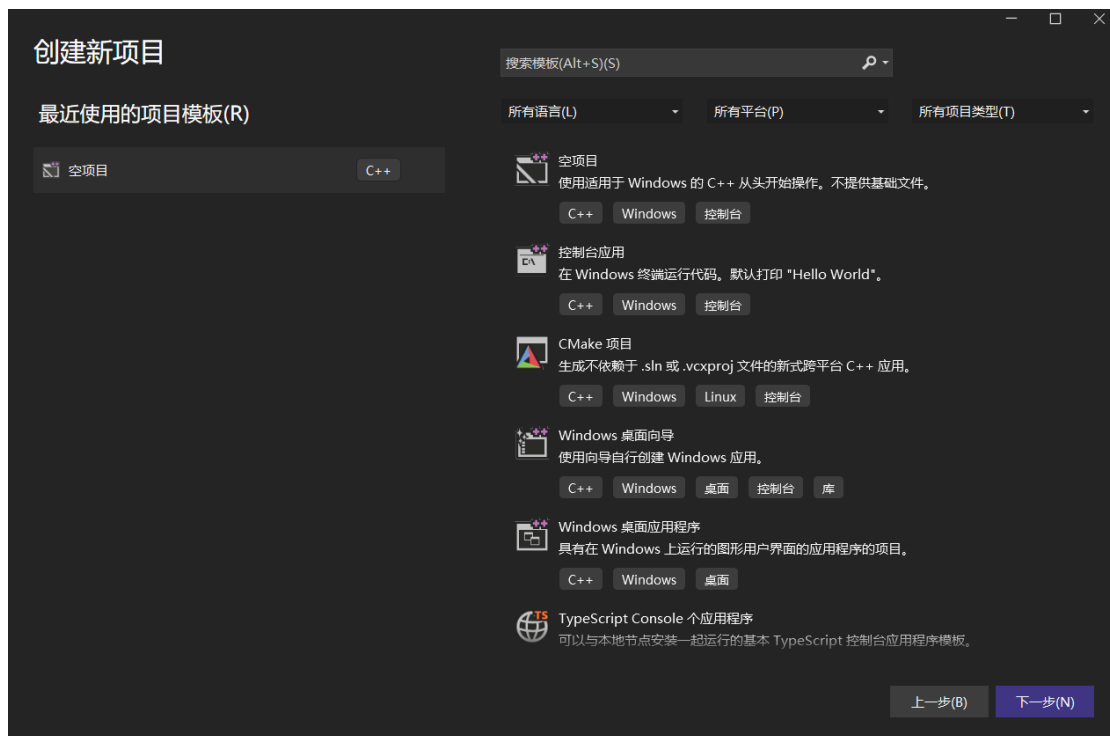 创建新项目
搜索模板(Alt+S)(S)
最近使用的项目模板(R)
所有语言(L)
所有平台(P)
所有项目类型(T)
空项目
C++
空项目
使用适用于 Windows 的 C++ 从头开始操作。不提供基础文件。
C++ Windows 控制台
控制台应用
在 Windows 终端运行代码。默认打印 "Hello World"。
C++ Windows 控制台
CMake 项目
生成不依赖于 .sln 或 .vcxproj 文件的新式跨平台 C++ 应用。
C++ Windows Linux 控制台
Windows 桌面向导
使用向导自行创建 Windows 应用。
C++ Windows 桌面 控制台 库
Windows 桌面应用程序
具有在 Windows 上运行的图形用户界面的应用程序的项目。
C++ Windows 桌面
TypeScript Console 个应用程序
可以与本地节点安装一起运行的基本 TypeScript 控制台应用程序模板。
上一步(B)
下一步(N)